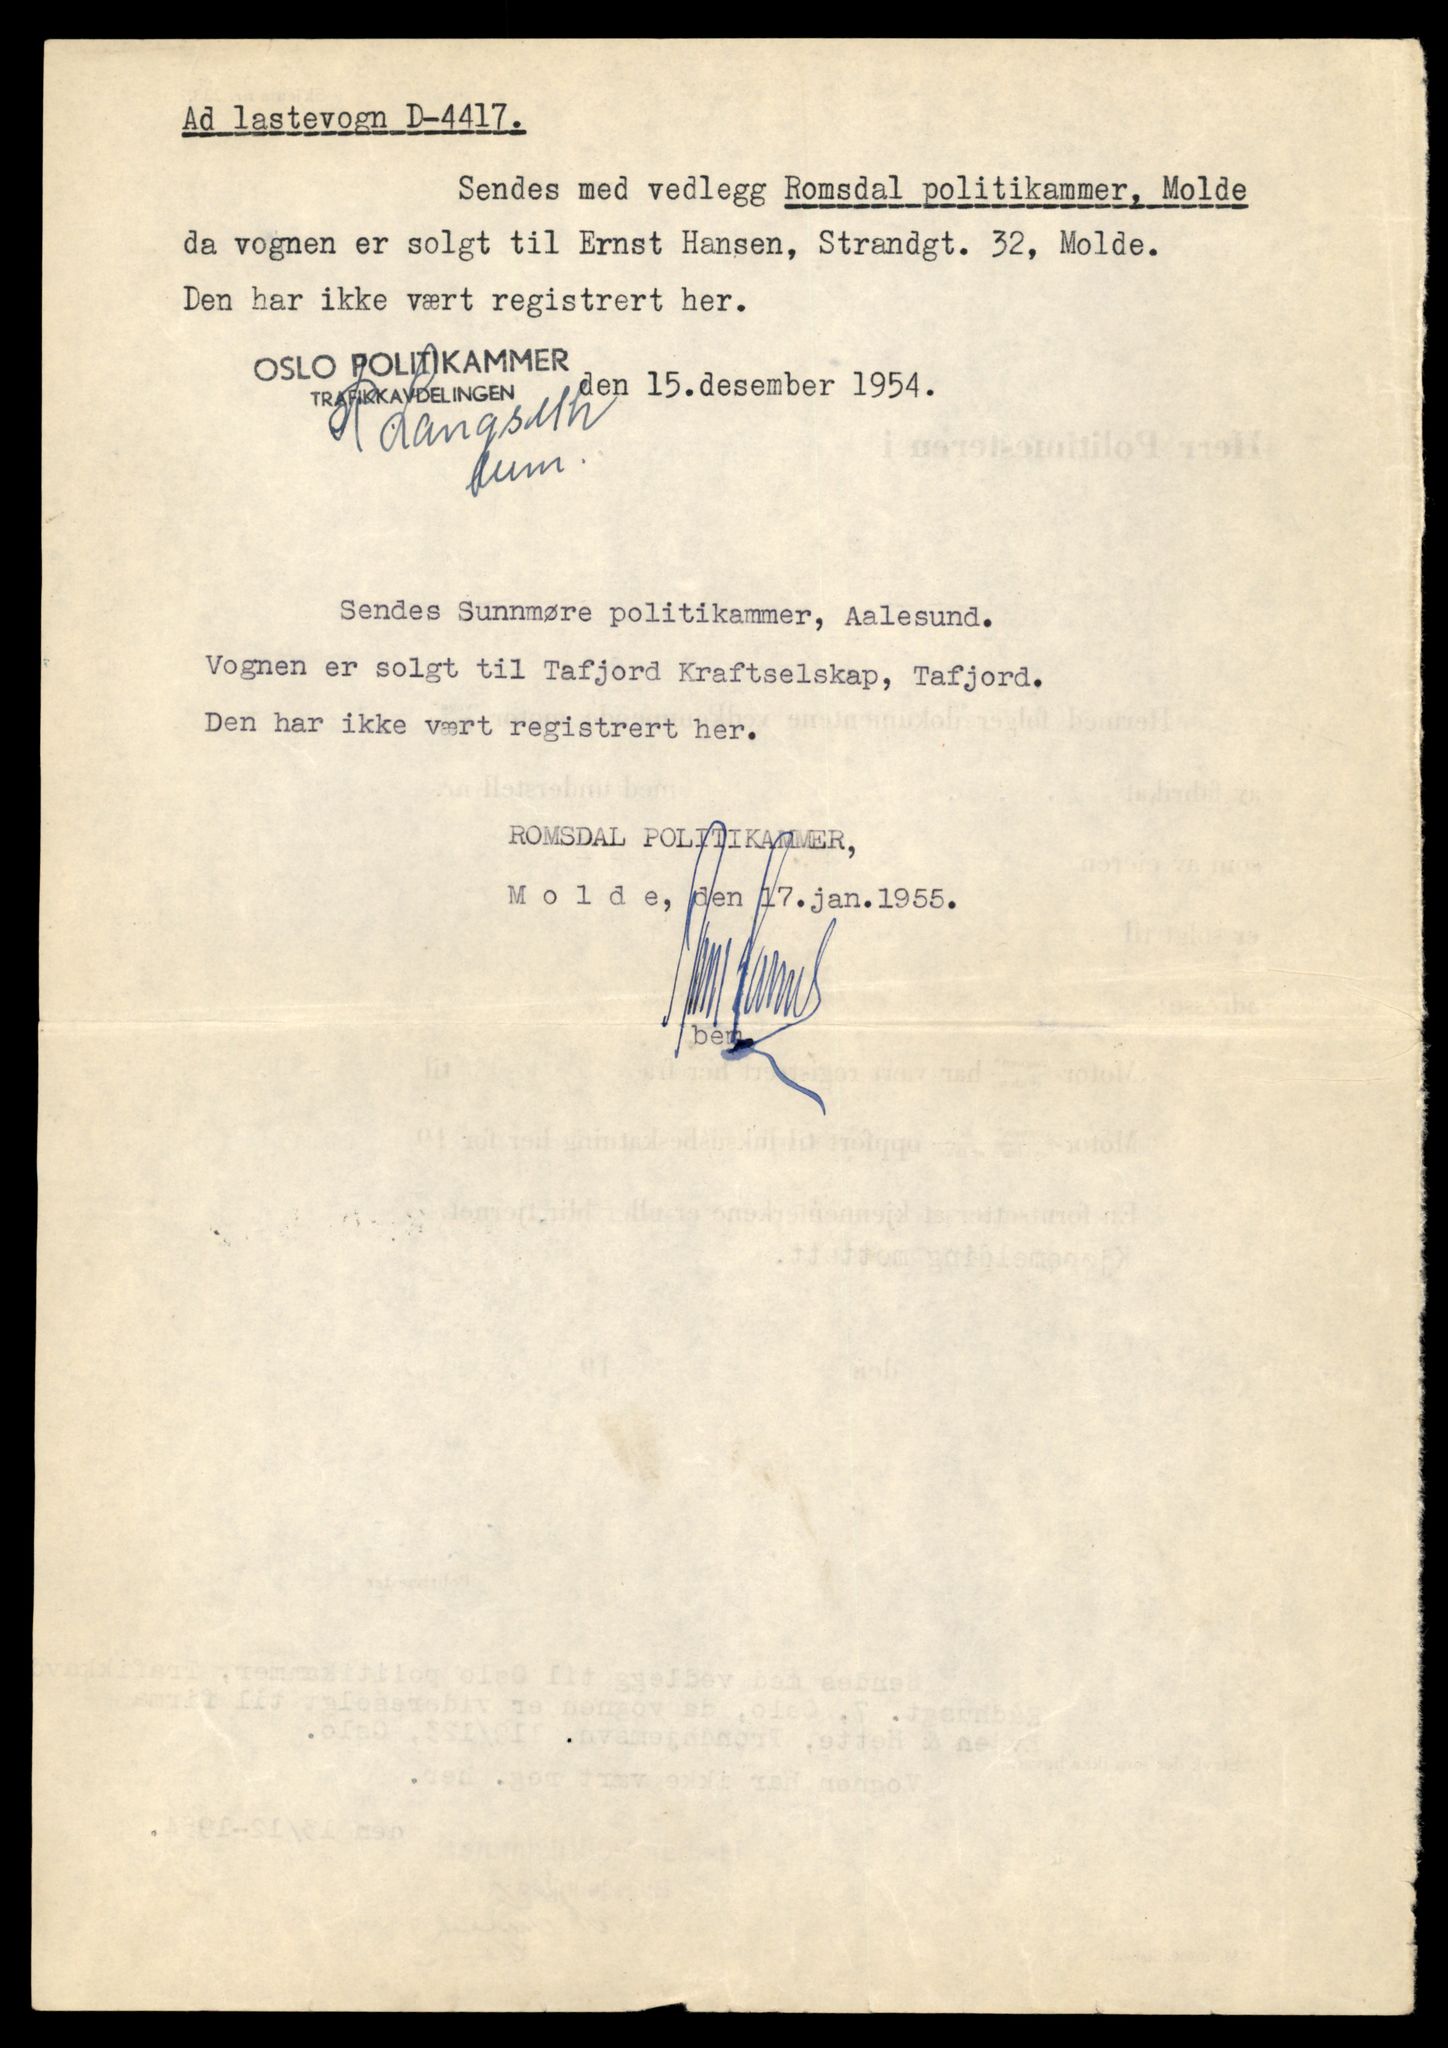 Ad lastevogn D-4417.
Sendes med vedlegg Romsdal politikammer, Molde
da vognen er solgt til Ernst Hansen, Strandgt. 32, Molde.
Den har ikke vært registrert her.
OSLO POLITIKAMMER
TRAFIKKAVDELINGEN
den 15.desember 1954.
Langseth
Sendes Sunnmøre politikammer, Aalesund.
Vognen er solgt til Tafjord Kraftselskap, Tafjord.
Den har ikke vært registrert her.
ROMSDAL POLITIKAMMER,
M o l d e, den 17.jan.1955.
bem.